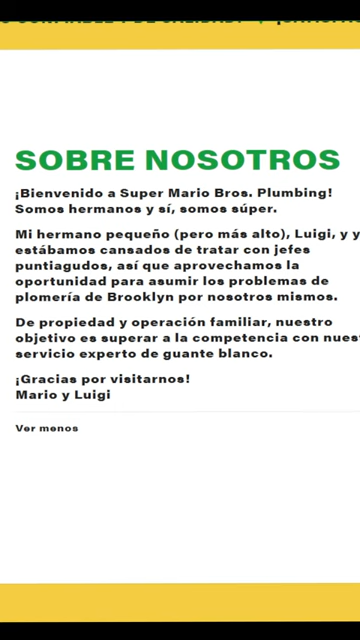 SOBRE NOSOTROS
¡Bienvenido a Super Mario Bros. Plumbing!
Somos hermanos y sí, somos súper.
Mi hermano pequeño (pero más alto), Luigi, y y
estábamos cansados de tratar con jefes
puntiagudos, así que aprovechamos la
oportunidad para asumir los problemas de
plomería de Brooklyn por nosotros mismos.
De propiedad y operación familiar, nuestro
objetivo es superar a la competencia con nues
servicio experto de guante blanco.
¡Gracias por visitarnos!
Mario y Luigi
Ver menos